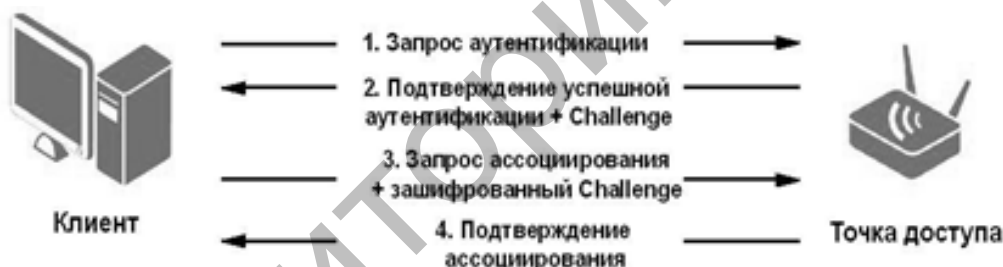 1. Запрос аутентификации
2. Подтверждение успешной
аутентификации + Challenge
3. Запрос ассоциирования
+ зашифрованный Challenge
4. Подтверждение
ассоциирования
Клиент
Точка доступа